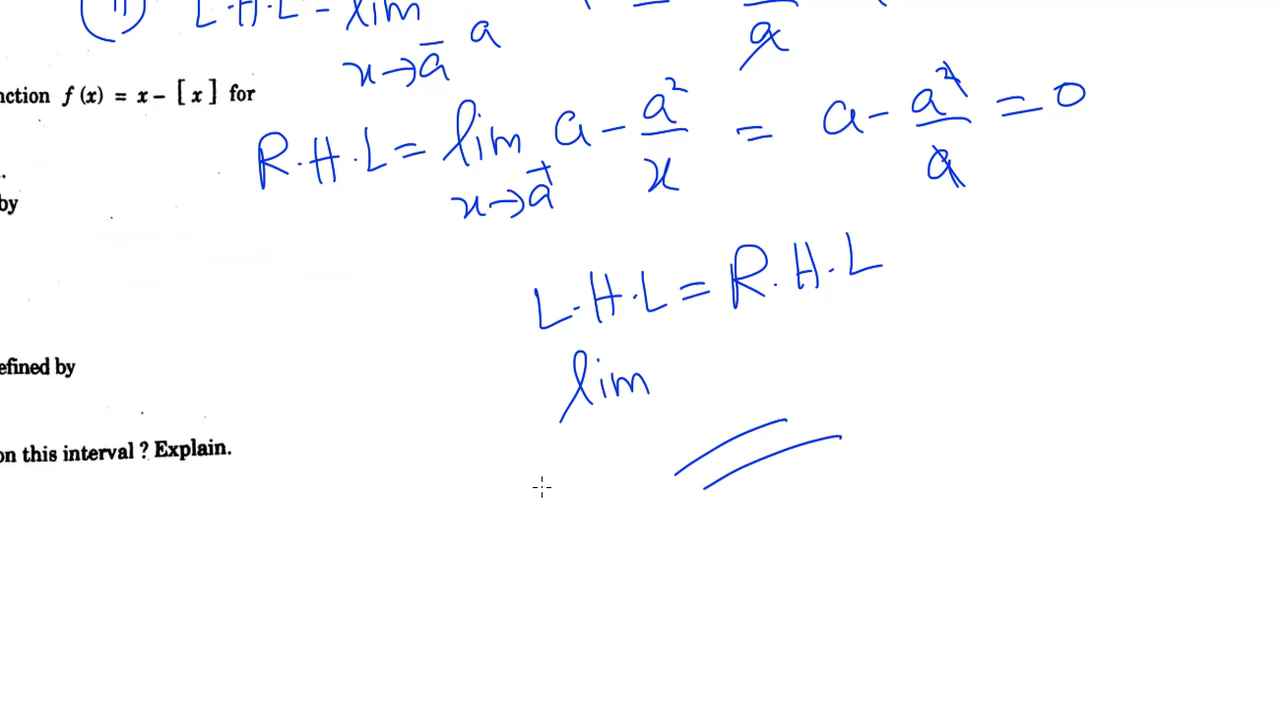 (ii) L.H.L = lim
x→a⁻ a = a
nction f(x) = x – [x] for
R.H.L = lim a – a²/x = a – a²/a = 0
x→a⁺
by
L.H.L = R.H.L
lim
efined by
on this interval ? Explain.